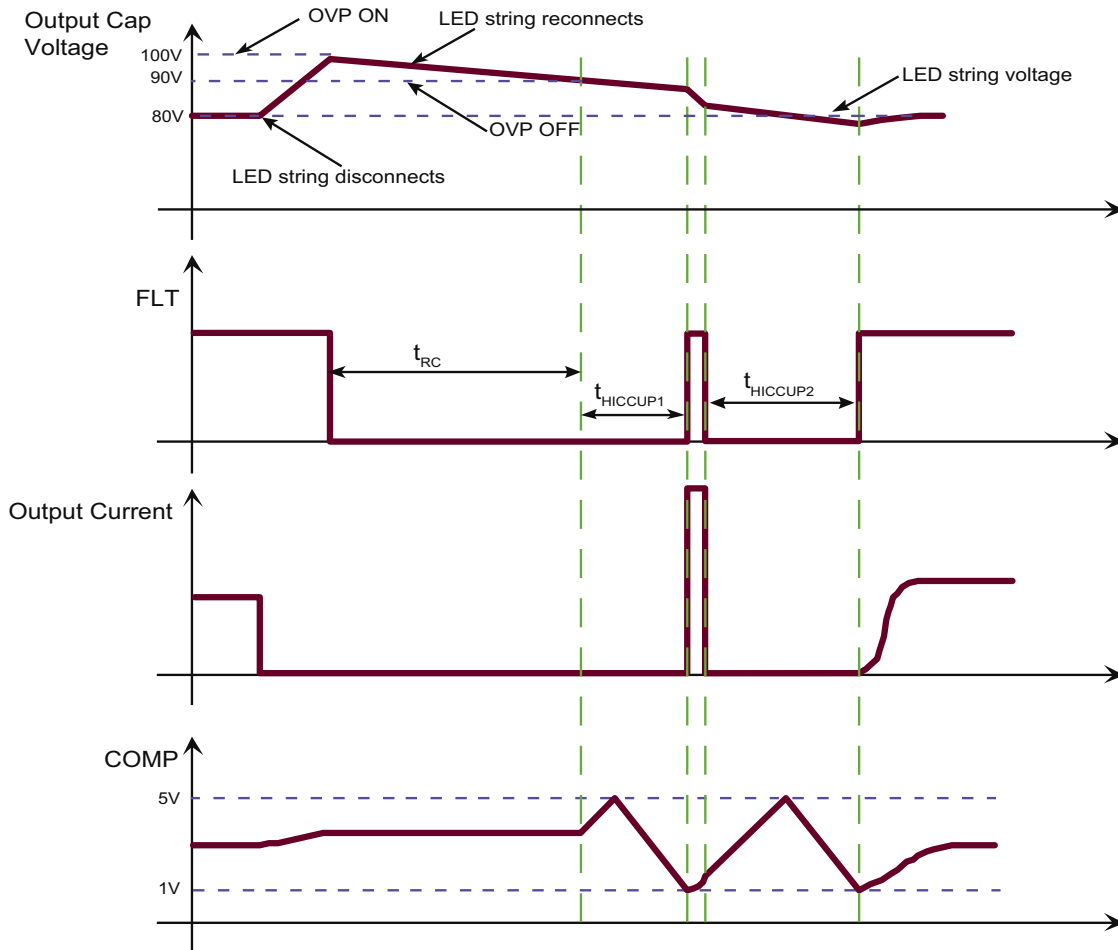 Output Cap
Voltage
OVP ON
LED string reconnects
100V
90V
80V
LED string voltage
OVP OFF
LED string disconnects
FLT
tRC
tHICCUP1
tHICCUP2
Output Current
COMP
5V
1V